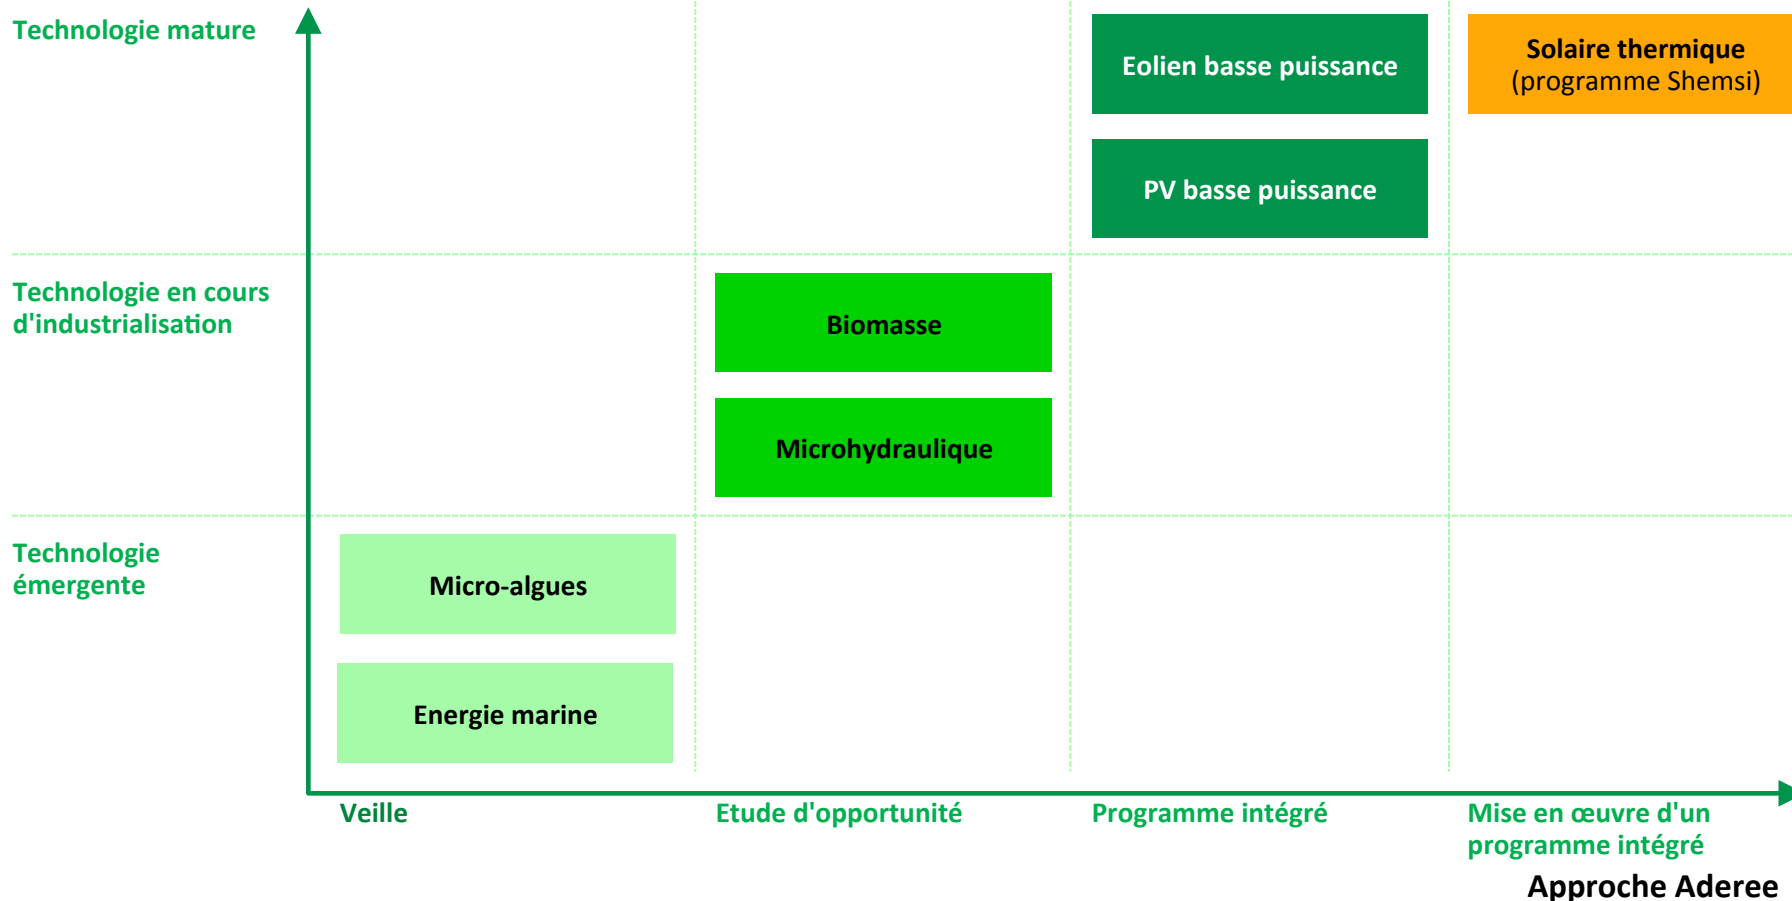 Technologie mature
Eolien basse puissance
Solaire thermique
(programme Shemsi)
PV basse puissance
Technologie en cours
d'industrialisation
Biomasse
Microhydraulique
Technologie
émergente
Micro-algues
Energie marine
Veille
Etude d'opportunité
Programme intégré
Mise en œuvre d'un
programme intégré
Approche Aderee